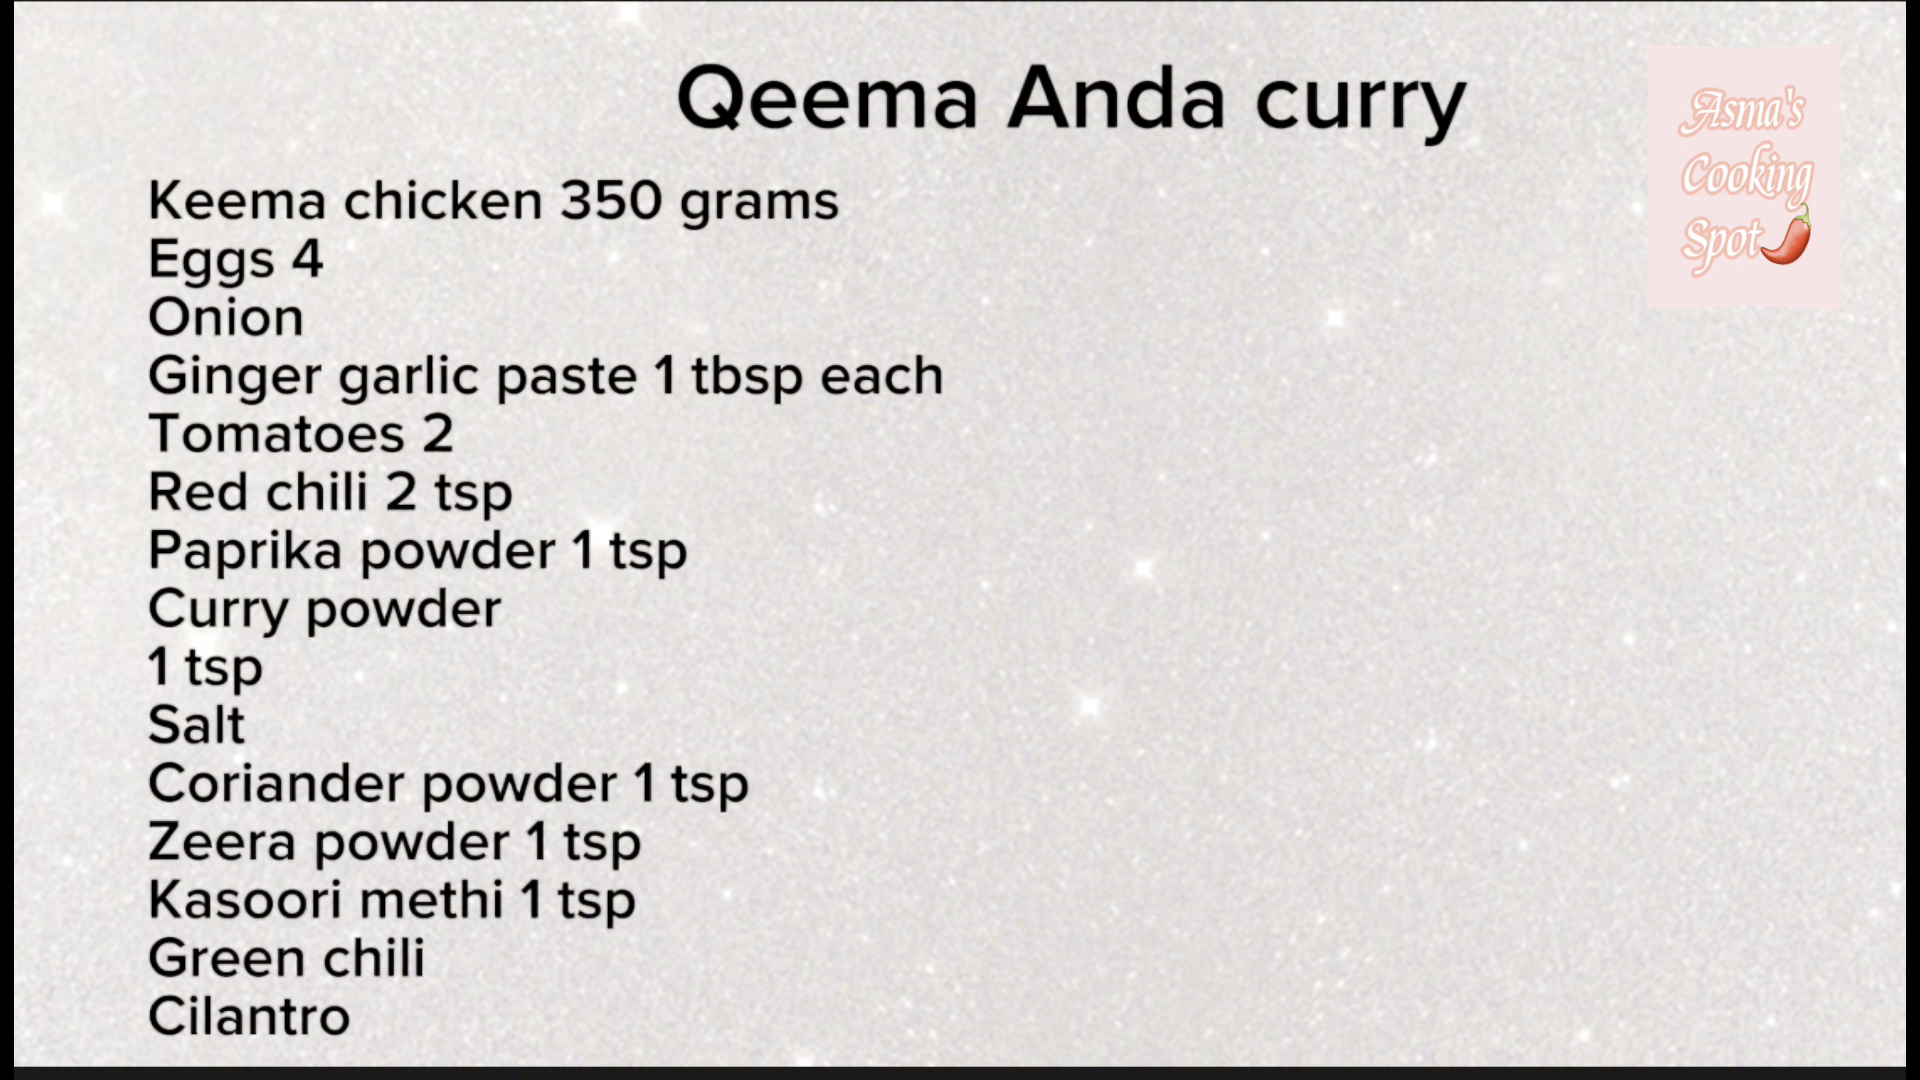 Qeema Anda curry
Asma's
Cooking
Spot
Keema chicken 350 grams
Eggs 4
Onion
Ginger garlic paste 1 tbsp each
Tomatoes 2
Red chili 2 tsp
Paprika powder 1 tsp
Curry powder
1 tsp
Salt
Coriander powder 1 tsp
Zeera powder 1 tsp
Kasoori methi 1 tsp
Green chili
Cilantro